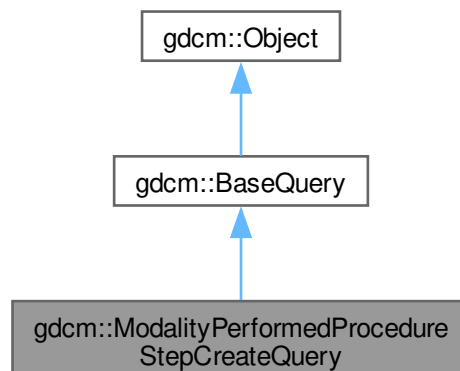 gdcm::Object
gdcm::BaseQuery
gdcm::ModalityPerformedProcedure
StepCreateQuery